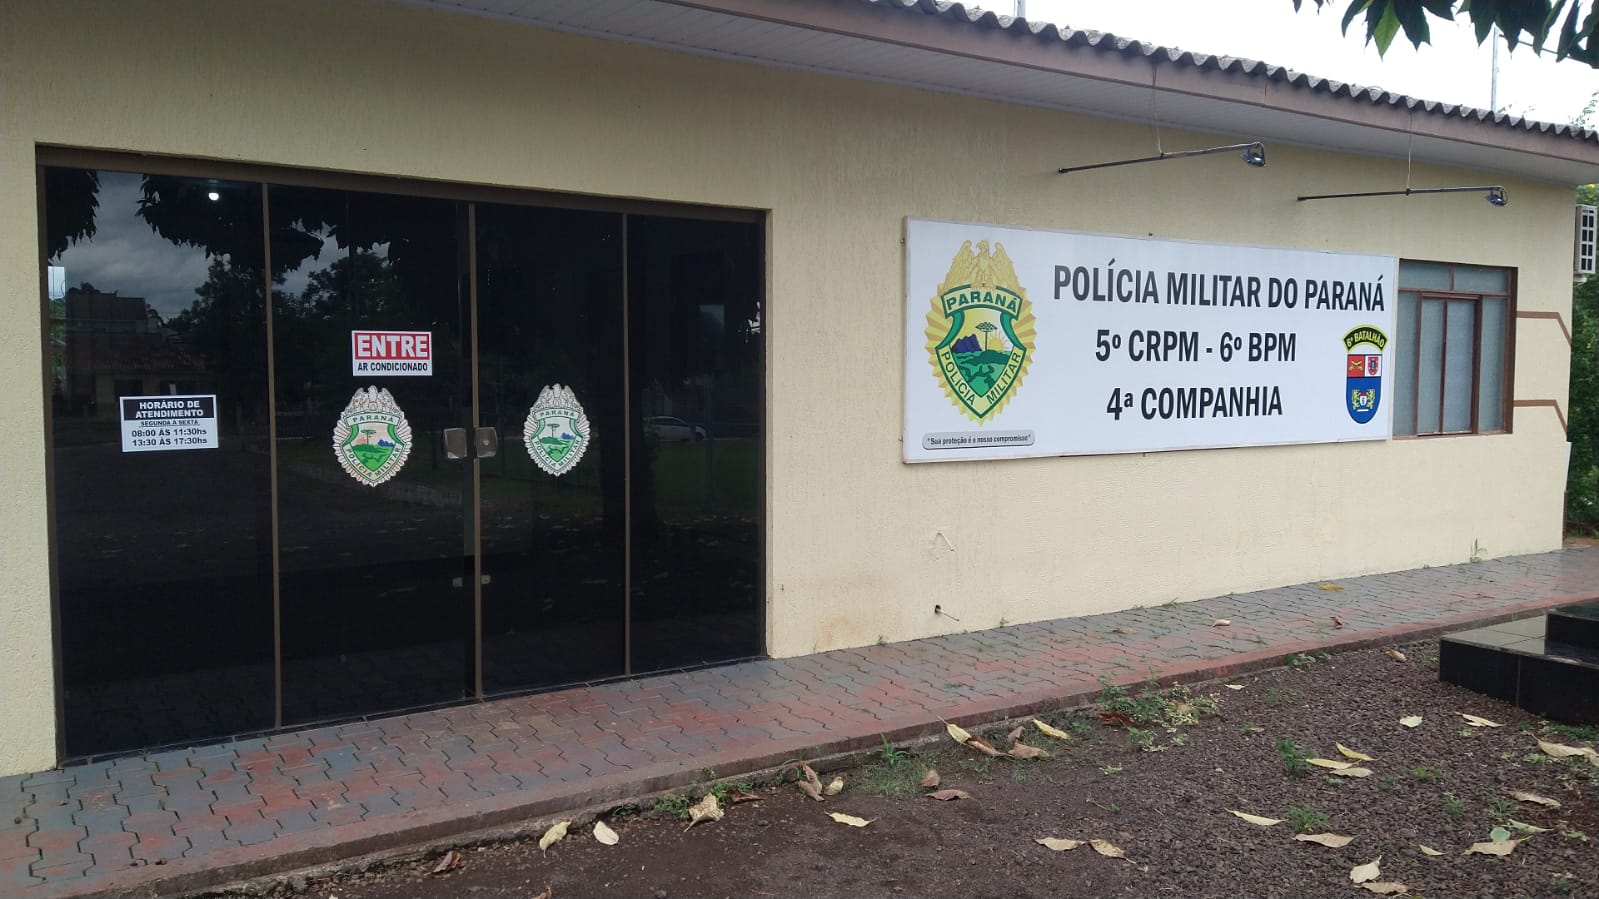 HORÁRIO DE
ATENDIMENTO
SEGUNDA A SEXTA
08:00 ÀS 11:30hs
13:30 ÀS 17:30hs
ENTRE
AR CONDICIONADO
PARANÁ
POLÍCIA MILITAR
PARANÁ
POLÍCIA MILITAR
PARANÁ
POLÍCIA MILITAR
"Sua proteção é o nosso compromisso"
POLÍCIA MILITAR DO PARANÁ
5º CRPM - 6º BPM
4ª COMPANHIA
6º BATALHÃO